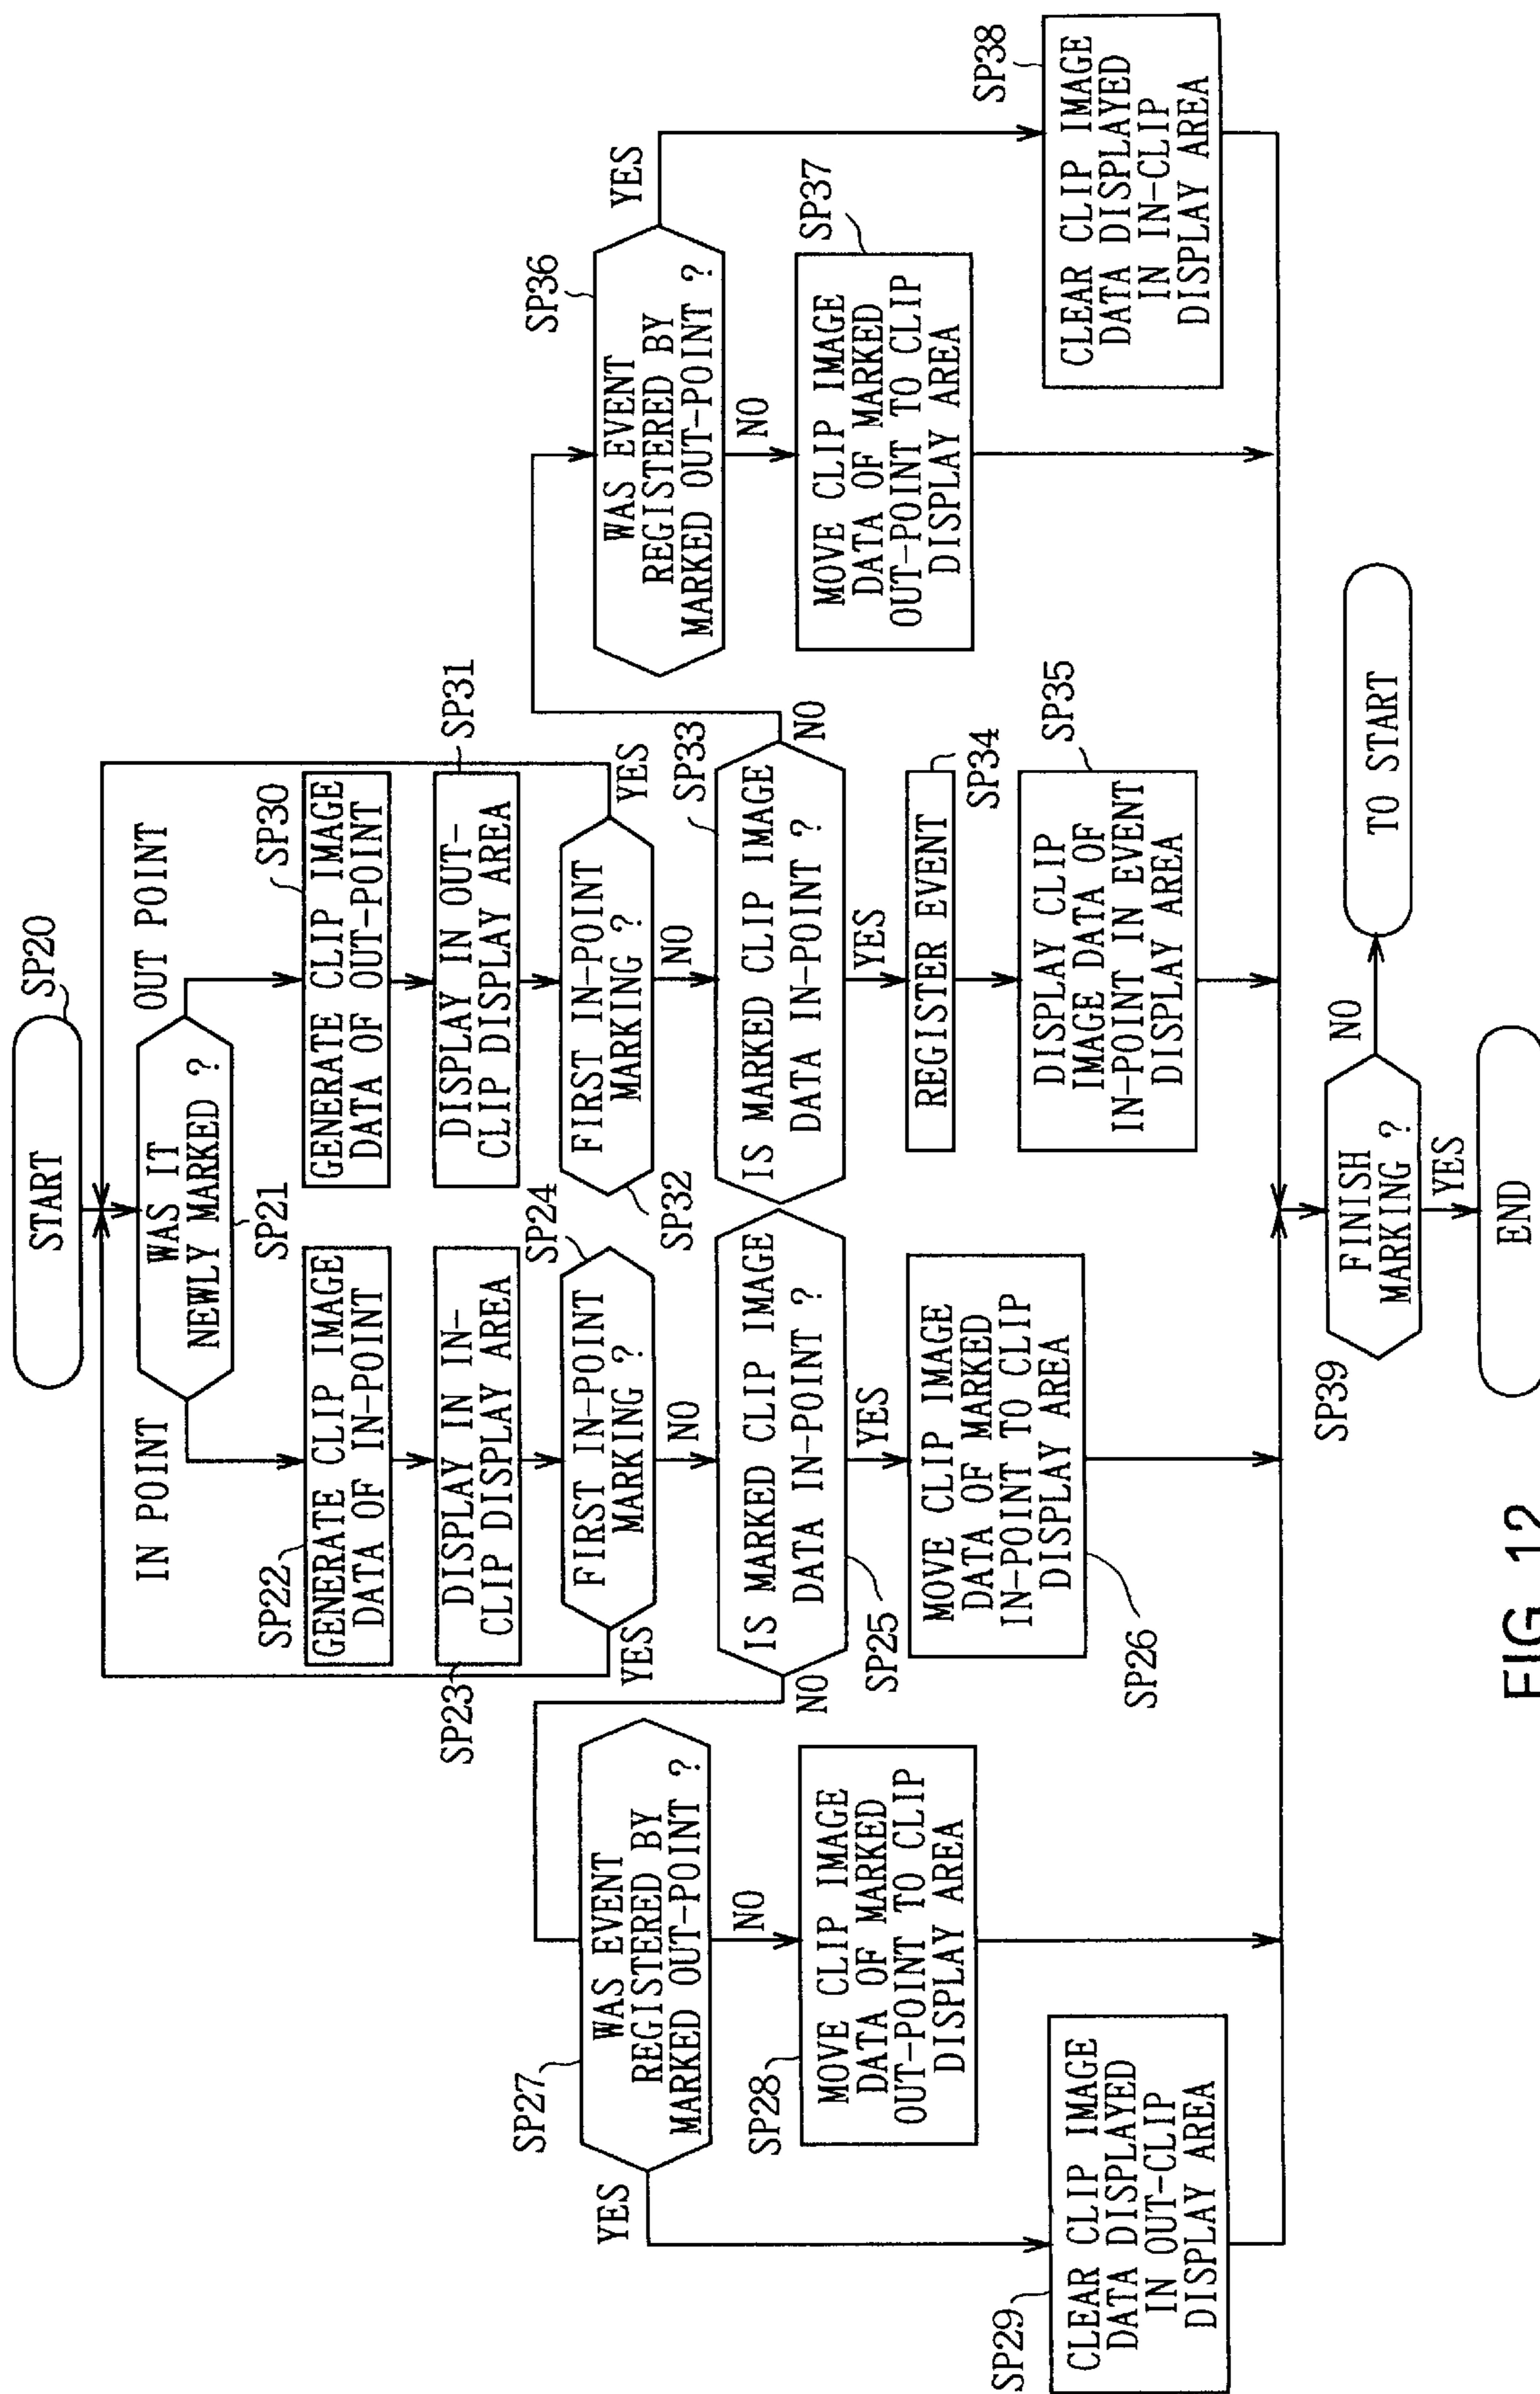 START
SP20
WAS IT
NEWLY MARKED ?
SP21
IN POINT
OUT POINT
SP22
GENERATE CLIP IMAGE
DATA OF IN-POINT
SP30
GENERATE CLIP IMAGE
DATA OF OUT-POINT
SP23
DISPLAY IN IN-
CLIP DISPLAY AREA
SP31
DISPLAY IN OUT-
CLIP DISPLAY AREA
SP24
FIRST IN-POINT
MARKING ?
YES
NO
SP32
FIRST IN-POINT
MARKING ?
YES
NO
SP25
IS MARKED CLIP IMAGE
DATA IN-POINT ?
NO
YES
SP33
IS MARKED CLIP IMAGE
DATA IN-POINT ?
NO
YES
SP27
WAS EVENT
REGISTERED BY
MARKED OUT-POINT ?
YES
NO
SP36
WAS EVENT
REGISTERED BY
MARKED OUT-POINT ?
YES
NO
SP28
MOVE CLIP IMAGE
DATA OF MARKED
OUT-POINT TO CLIP
DISPLAY AREA
SP26
MOVE CLIP IMAGE
DATA OF MARKED
IN-POINT TO CLIP
DISPLAY AREA
REGISTER EVENT
SP34
DISPLAY CLIP
IMAGE DATA OF
IN-POINT IN EVENT
DISPLAY AREA
SP35
SP37
MOVE CLIP IMAGE
DATA OF MARKED
OUT-POINT TO CLIP
DISPLAY AREA
SP29
CLEAR CLIP IMAGE
DATA DISPLAYED
IN OUT-CLIP
DISPLAY AREA
SP38
CLEAR CLIP IMAGE
DATA DISPLAYED
IN IN-CLIP
DISPLAY AREA
SP39
FINISH
MARKING ?
NO
TO START
YES
END
FIG. 12